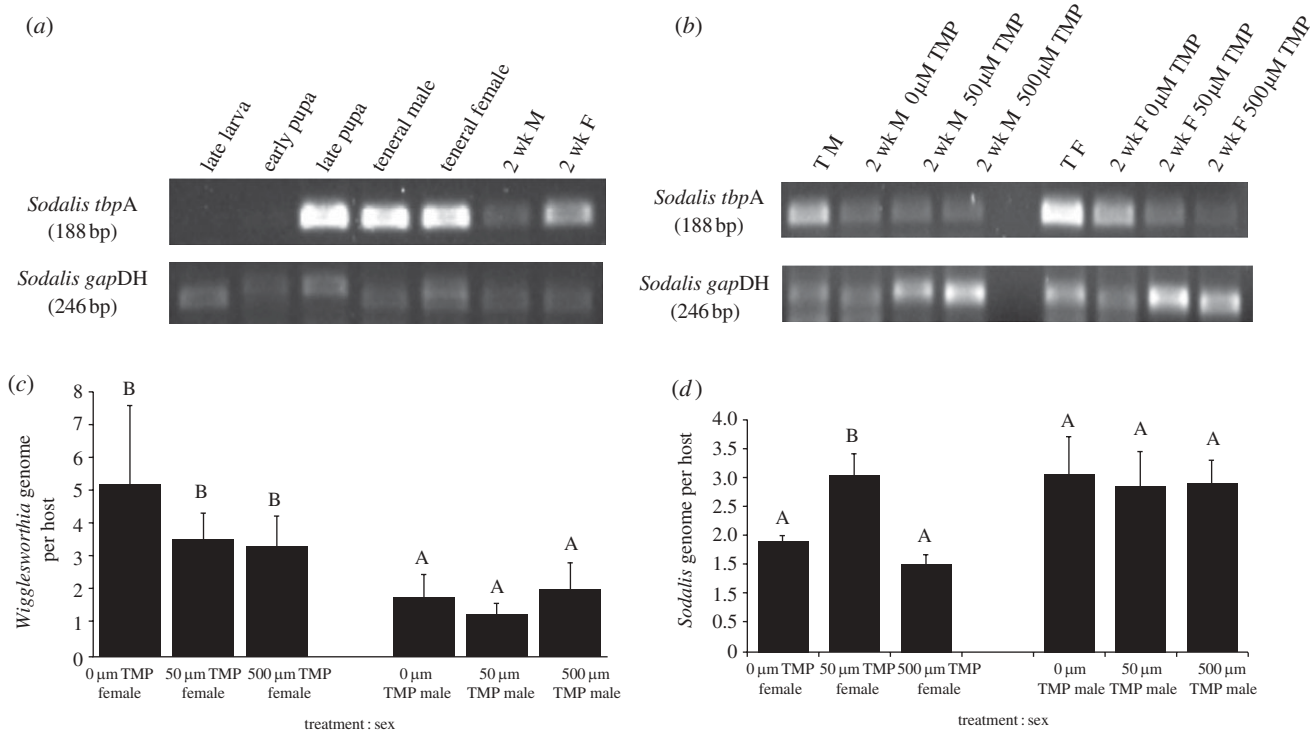 (a)
late larva
early pupa
late pupa
teneral male
teneral female
2 wk M
2 wk F
Sodalis tbpA
(188 bp)
Sodalis gapDH
(246 bp)
(b)
T M
2 wk M 0µM TMP
2 wk M 50µM TMP
2 wk M 500µM TMP
T F
2 wk F 0µM TMP
2 wk F 50µM TMP
2 wk F 500µM TMP
Sodalis tbpA
(188 bp)
Sodalis gapDH
(246 bp)
(c)
Wigglesworthia genome
per host
8
7
6
5
4
3
2
1
0
B
B
B
A
A
A
0 µm TMP
female
50 µm TMP
female
500 µm TMP
female
0 µm
TMP male
50 µm
TMP male
500 µm
TMP male
treatment : sex
(d)
Sodalis genome per host
4.0
3.5
3.0
2.5
2.0
1.5
1.5
0.5
0
A
B
A
A
A
A
0 µm TMP
female
50 µm TMP
female
500 µm TMP
female
0 µm
TMP male
50 µm
TMP male
500 µm
TMP male
treatment : sex